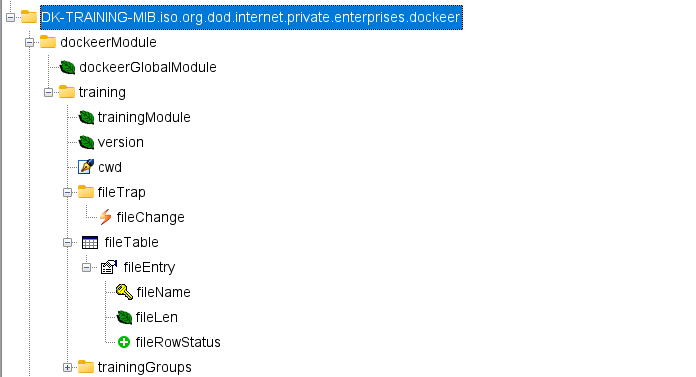 DK-TRAINING-MIB.iso.org.dod.internet.private.enterprises.dockeer
dockeerModule
dockeerGlobalModule
training
trainingModule
version
cwd
fileTrap
fileChange
fileTable
fileEntry
fileName
fileLen
fileRowStatus
trainingGroups